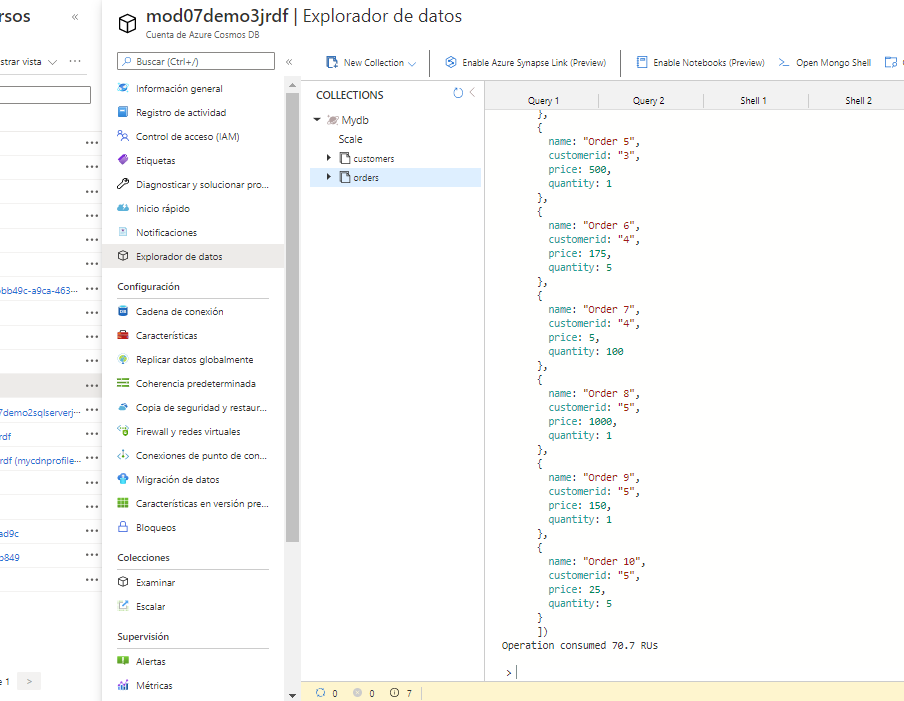 rsos
«
strar vista
···
bb49c-a9ca-463···
7demo2sqlserverj···
rdf
rdf (mycdnprofile···
ad9c
b849
1
>
mod07demo3jrdf | Explorador de datos
Cuenta de Azure Cosmos DB
Buscar (Ctrl+/)
«
Información general
Registro de actividad
Control de acceso (IAM)
Etiquetas
Diagnosticar y solucionar pro...
Inicio rápido
Notificaciones
Explorador de datos
Configuración
Cadena de conexión
Características
Replicar datos globalmente
Coherencia predeterminada
Copia de seguridad y restaur...
Firewall y redes virtuales
Conexiones de punto de con...
Migración de datos
Características en versión pre...
Bloqueos
Colecciones
Examinar
Escalar
Supervisión
Alertas
Métricas
New Collection
Enable Azure Synapse Link (Preview)
Enable Notebooks (Preview)
Open Mongo Shell
COLLECTIONS
Mydb
Scale
customers
orders
Query 1
Query 2
Shell 1
Shell 2
},
{
name: "Order 5",
customerid: "3",
price: 500,
quantity: 1
},
{
name: "Order 6",
customerid: "4",
price: 175,
quantity: 5
},
{
name: "Order 7",
customerid: "4",
price: 5,
quantity: 100
},
{
name: "Order 8",
customerid: "5",
price: 1000,
quantity: 1
},
{
name: "Order 9",
customerid: "5",
price: 150,
quantity: 1
},
{
name: "Order 10",
customerid: "5",
price: 25,
quantity: 5
}
])
Operation consumed 70.7 RUs
>
0 0 7